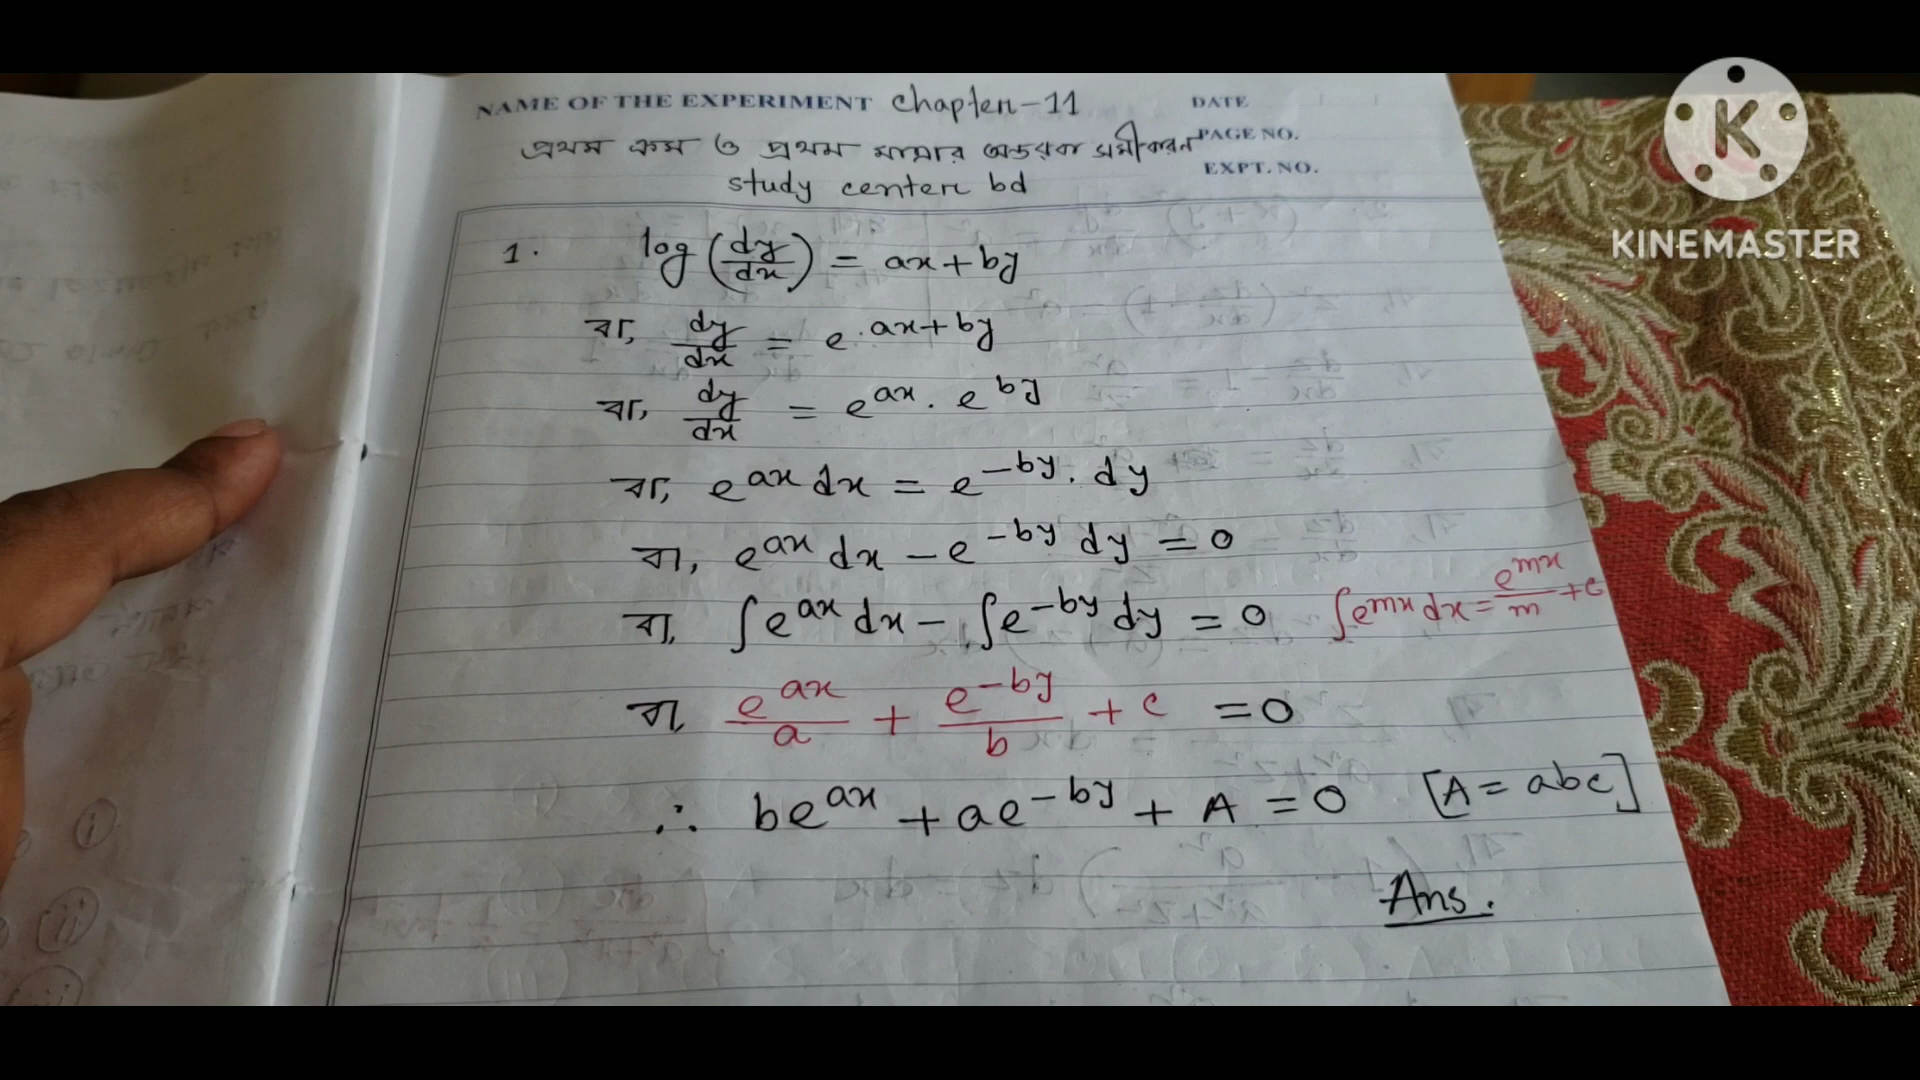 NAME OF THE EXPERIMENT chapter-11
DATE
প্রথম ক্রম ও প্রথম মাত্রার অন্তরক সমীকরন
PAGE NO.
EXPT. NO.
study center bd
KINEMASTER
1. log(dy/dx) = ax+by
বা, dy/dx = e^ax+by
বা, dy/dx = e^ax . e^by
বা, e^ax dx = e^-by . dy
বা, e^ax dx - e^-by dy = 0
বা, ∫e^ax dx - ∫e^-by dy = 0 ∫e^mx dx = e^mx/m + c
বা, e^ax/a + e^-by/b + c = 0
∴ be^ax + ae^-by + A = 0 [A = abc]
Ans.